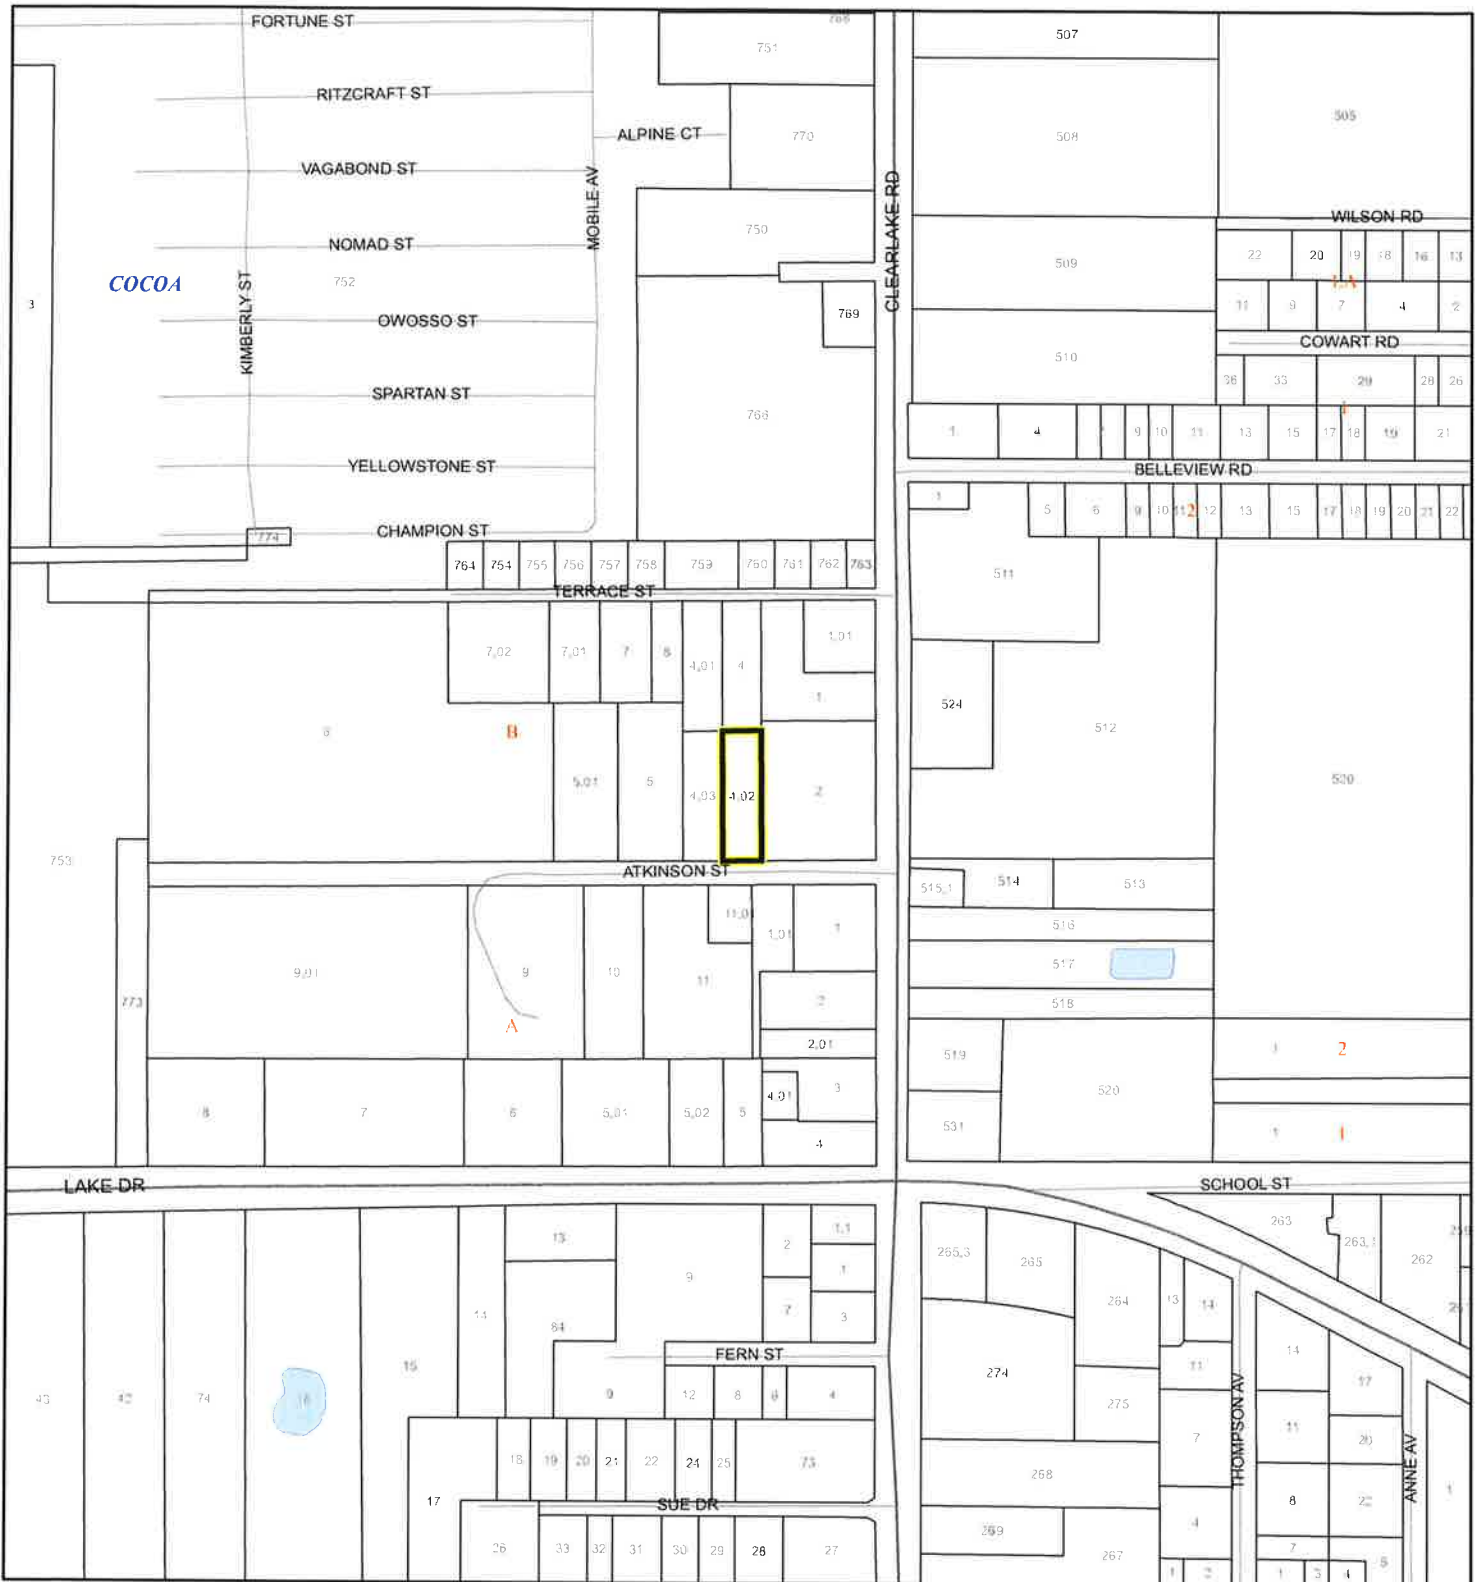 FORTUNE ST
751
507
505
RITZCRAFT ST
ALPINE CT
770
508
VAGABOND ST
MOBILE AV
CLEARLAKE RD
WILSON RD
750
NOMAD ST
COCOA
752
KIMBERLY ST
3
509
22 20 19 18 16 13
11 9 7 4 2
OWOSSO ST
769
COWART RD
510
SPARTAN ST
766
33 29 28 26
4 9 10 11 13 15 17 18 19 21
YELLOWSTONE ST
BELLEVIEW RD
1 5 6 9 10 11 2 12 13 15 17 18 19 20 21 22
CHAMPION ST
774
764 754 755 756 757 758 759 760 761 762 763
511
TERRACE ST
7.02 7.01 7 8 4.01 4 1.01
1
524
512
B
5.01 5 4.03 4.02 2
530
753
ATKINSON ST
515.1 514 513
516
1.01 1
517
9.01 9 10 11
773
2
518
A
2.01
519
2
520
8 7 6 5.01 5.02 5 4.01 3
4
531
1 1
LAKE DR
SCHOOL ST
263
263.1
262
13
2 1.1
9
265.3 265
1
264
13 14
14
7 3
84
FERN ST
14
15
274
11
17
43 42 74 16
9 12 8 6 4
275
THOMPSON AV
7
11
20
ANNE AV
18 19 20 21 22 24 25 73
268
17
8
22
1
SUE DR
269
4
26 33 32 31 30 29 28 27
267
7
1 2 1 3 4